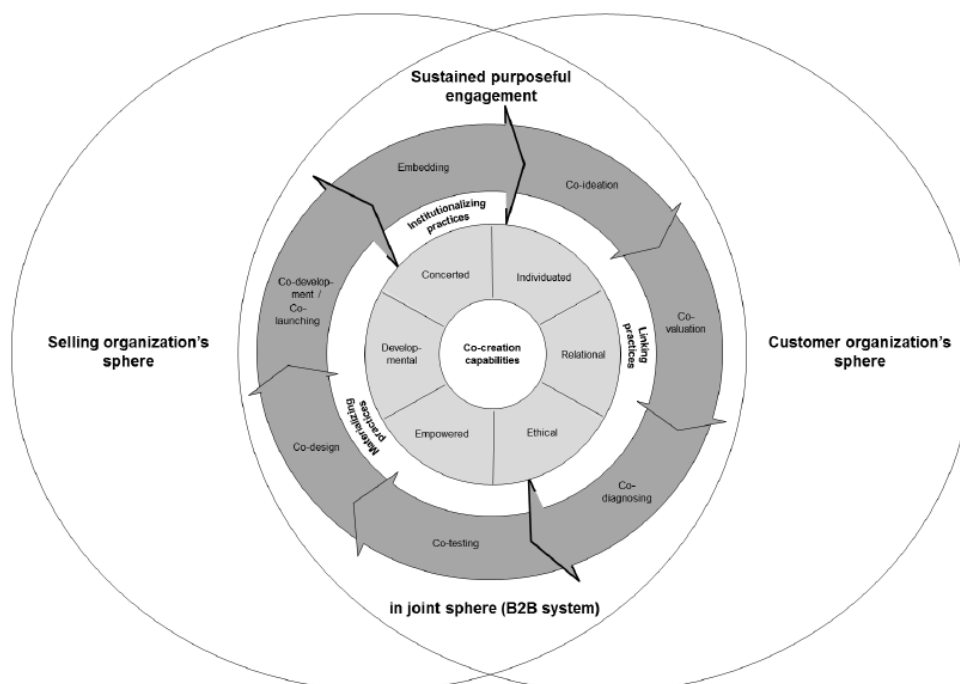 Sustained purposeful
engagement
Embedding
Co-ideation
Institutionalizing
practices
Concerted
Individuated
Co-develop-
ment /
Co-
launching
Co-
valuation
Selling organization's
sphere
Develop-
mental
Co-creation
capabilities
Relational
Linking
practices
Customer organization's
sphere
Materializing
practices
Empowered
Ethical
Co-design
Co-
diagnosing
Co-testing
in joint sphere (B2B system)